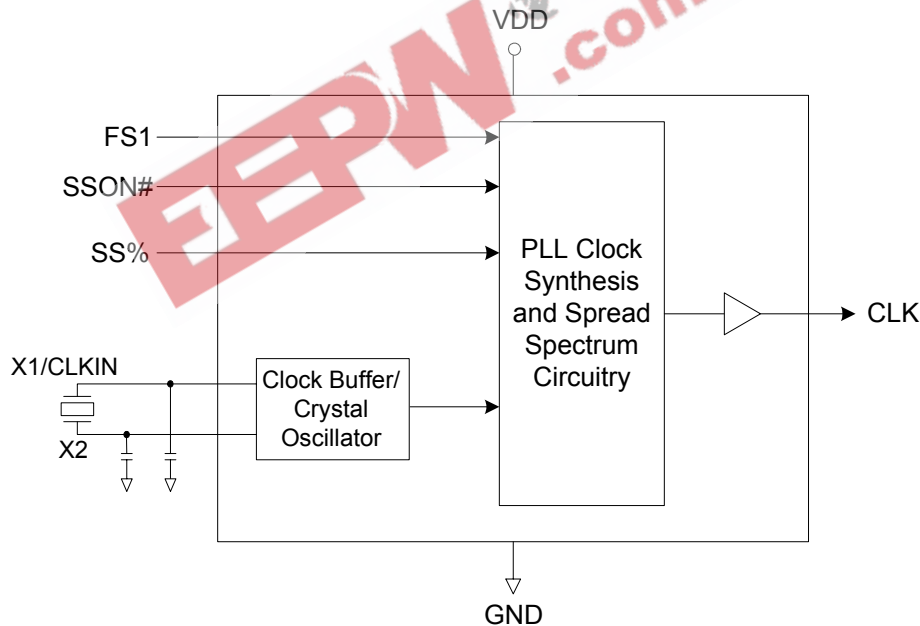 VDD
EEPW.com
FS1
SSON#
SS%
PLL Clock
Synthesis
and Spread
Spectrum
Circuitry
CLK
X1/CLKIN
X2
Clock Buffer/
Crystal
Oscillator
GND